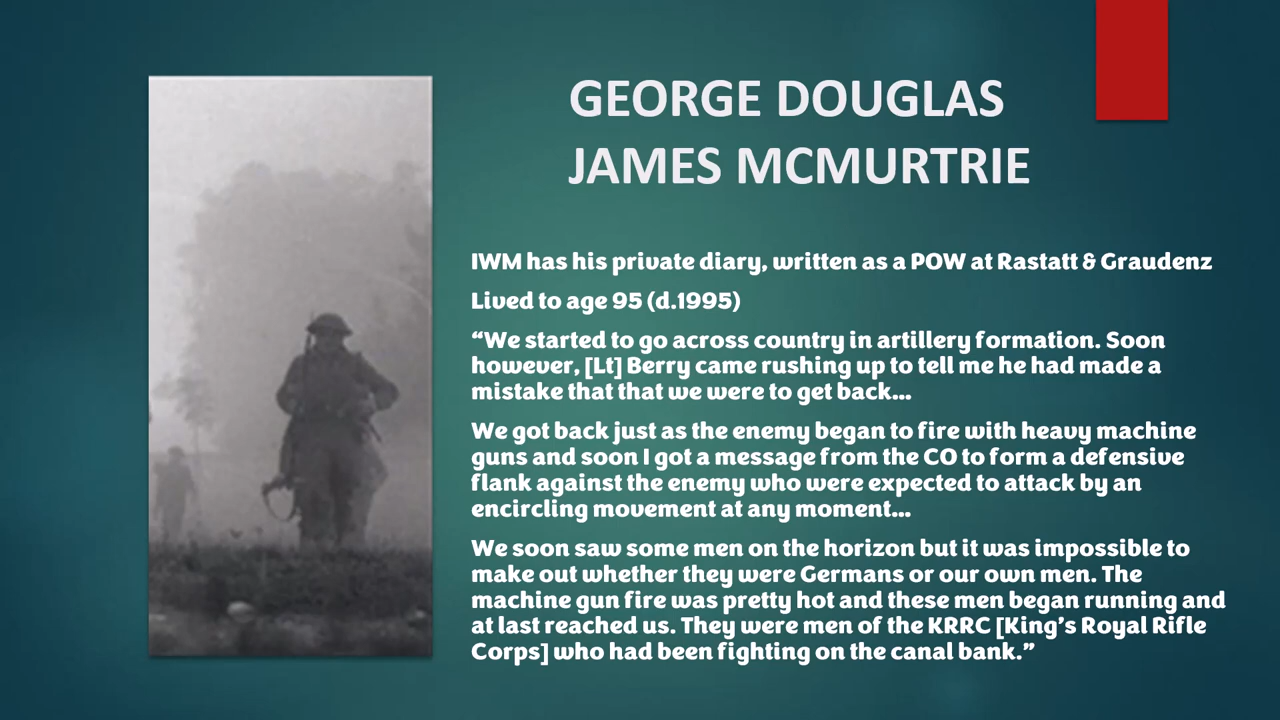 GEORGE DOUGLAS
JAMES MCMURTRIE
IWM has his private diary, written as a POW at Rastatt & Graudenz
Lived to age 95 (d.1995)
“We started to go across country in artillery formation. Soon
however, [Lt] Berry came rushing up to tell me he had made a
mistake that that we were to get back...
We got back just as the enemy began to fire with heavy machine
guns and soon I got a message from the CO to form a defensive
flank against the enemy who were expected to attack by an
encircling movement at any moment...
We soon saw some men on the horizon but it was impossible to
make out whether they were Germans or our own men. The
machine gun fire was pretty hot and these men began running and
at last reached us. They were men of the KRRC [King’s Royal Rifle
Corps] who had been fighting on the canal bank.”